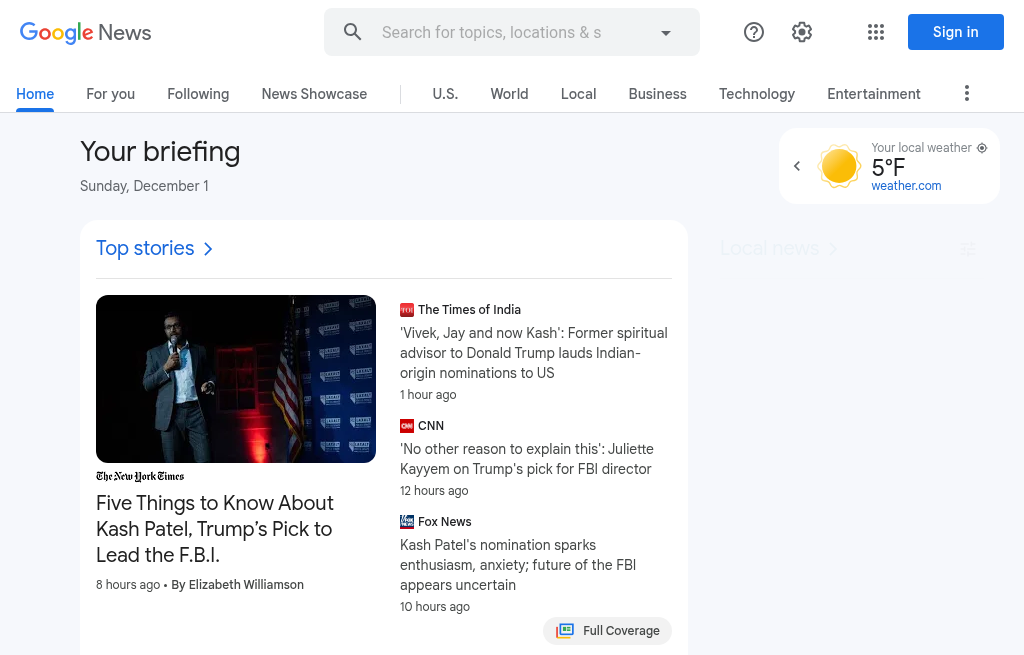 Google News
Search for topics, locations & s
Sign in
Home
For you
Following
News Showcase
U.S.
World
Local
Business
Technology
Entertainment
Your briefing
Sunday, December 1
Your local weather
5°F
weather.com
Top stories
Local news
The New York Times
Five Things to Know About
Kash Patel, Trump’s Pick to
Lead the F.B.I.
8 hours ago • By Elizabeth Williamson
The Times of India
'Vivek, Jay and now Kash': Former spiritual
advisor to Donald Trump lauds Indian-
origin nominations to US
1 hour ago
CNN
'No other reason to explain this': Juliette
Kayyem on Trump's pick for FBI director
12 hours ago
Fox News
Kash Patel's nomination sparks
enthusiasm, anxiety; future of the FBI
appears uncertain
10 hours ago
Full Coverage